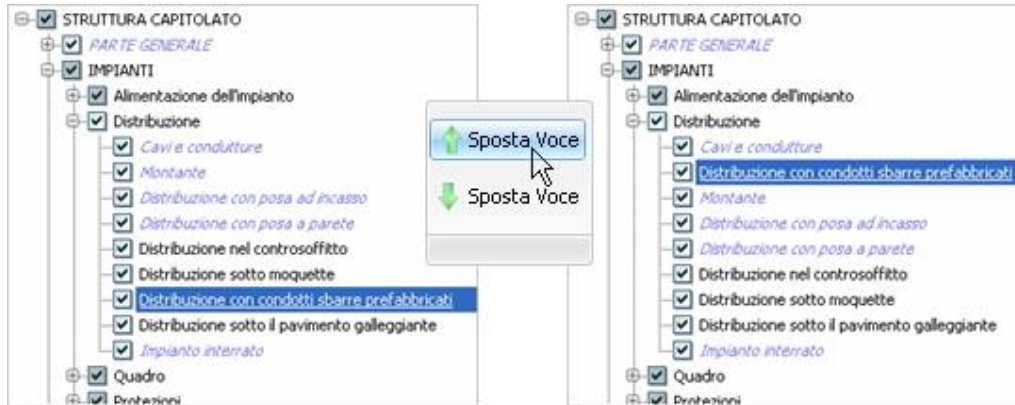 STRUTTURA CAPITOLATO
PARTE GENERALE
IMPIANTI
Alimentazione dell'impianto
Distribuzione
Cavi e condutture
Montante
Distribuzione con posa ad incasso
Distribuzione con posa a parete
Distribuzione nel controsoffitto
Distribuzione sotto moquette
Distribuzione con condotti sbarre prefabbricati
Distribuzione sotto il pavimento galleggiante
Impianto interrato
Quadro
Protezioni
Sposta Voce
Sposta Voce
STRUTTURA CAPITOLATO
PARTE GENERALE
IMPIANTI
Alimentazione dell'impianto
Distribuzione
Cavi e condutture
Distribuzione con condotti sbarre prefabbricati
Montante
Distribuzione con posa ad incasso
Distribuzione con posa a parete
Distribuzione nel controsoffitto
Distribuzione sotto moquette
Distribuzione sotto il pavimento galleggiante
Impianto interrato
Quadro
Protezioni